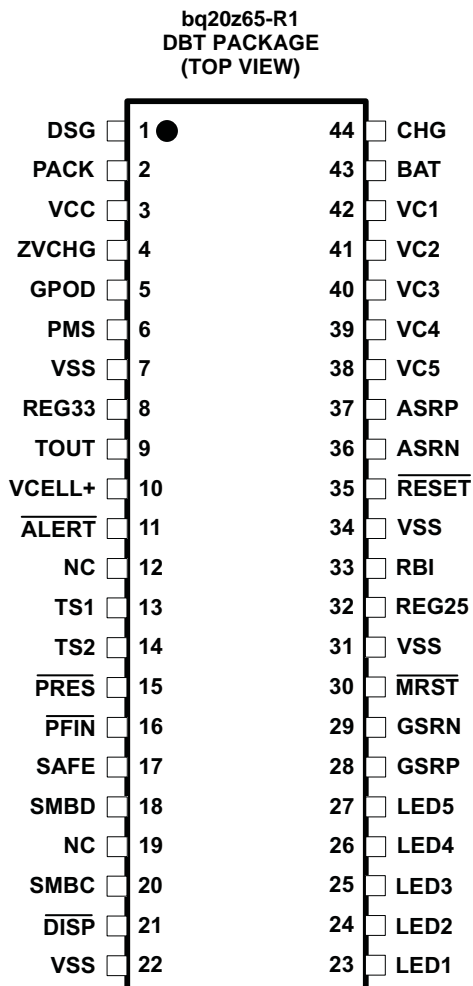 bq20z65-R1
DBT PACKAGE
(TOP VIEW)
DSG 1 44 CHG
PACK 2 43 BAT
VCC 3 42 VC1
ZVCHG 4 41 VC2
GPOD 5 40 VC3
PMS 6 39 VC4
VSS 7 38 VC5
REG33 8 37 ASRP
TOUT 9 36 ASRN
VCELL+ 10 35 RESET
ALERT 11 34 VSS
NC 12 33 RBI
TS1 13 32 REG25
TS2 14 31 VSS
PRES 15 30 MRST
PFIN 16 29 GSRN
SAFE 17 28 GSRP
SMBD 18 27 LED5
NC 19 26 LED4
SMBC 20 25 LED3
DISP 21 24 LED2
VSS 22 23 LED1